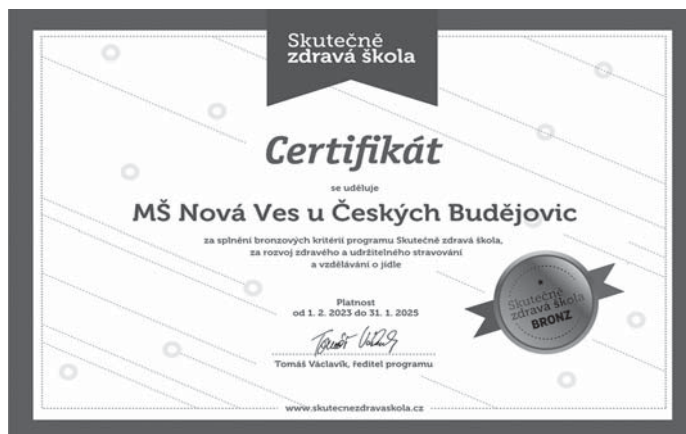 Skutečně
zdravá škola
Certifikát
se uděluje
MŠ Nová Ves u Českých Budějovic
za splnění bronzových kritérií programu Skutečně zdravá škola,
za rozvoj zdravého a udržitelného stravování
a vzdělávání o jídle
Skutečně
zdravá škola
BRONZ
Platnost
od 1. 2. 2023 do 31. 1. 2025
Tomáš Václavík, ředitel programu
www.skutecnezdravaskola.cz